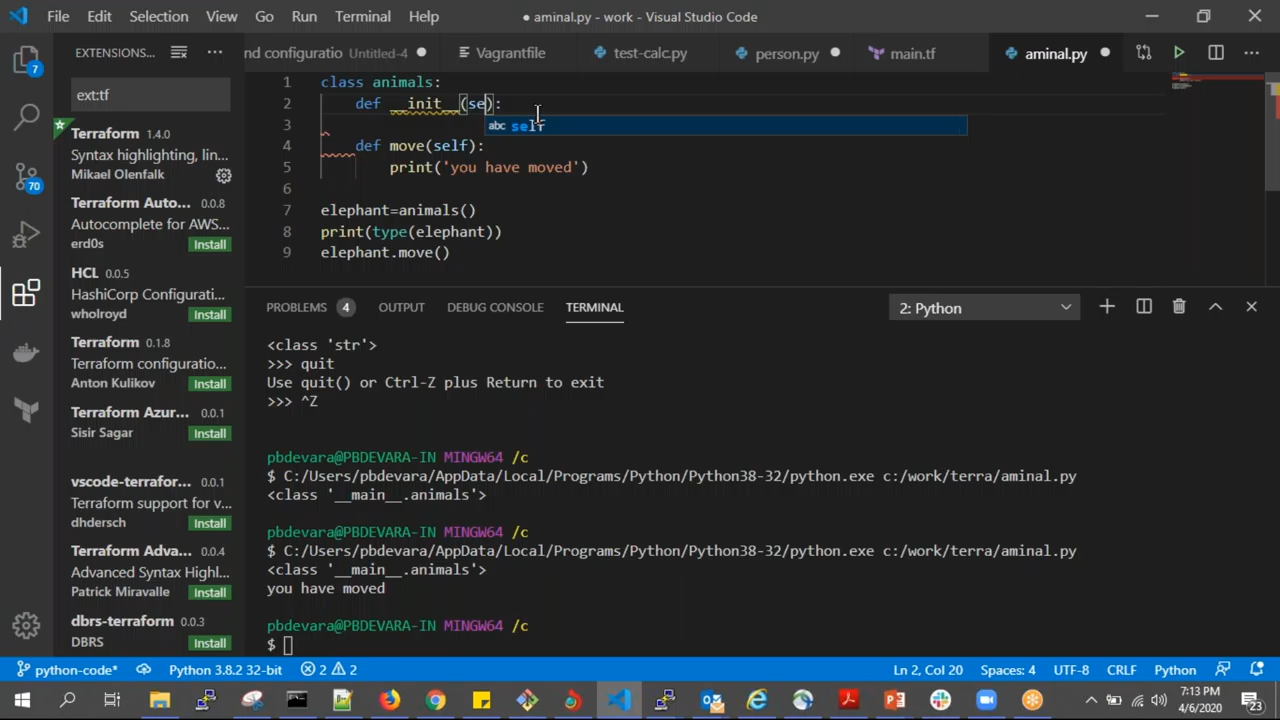 File Edit Selection View Go Run Terminal Help
● aminal.py - work - Visual Studio Code
EXTENSIONS...
nd configuratio Untitled-4
Vagrantfile
test-calc.py
person.py
main.tf
aminal.py
7
ext:tf
Terraform 1.4.0
Syntax highlighting, lin...
Mikael Olenfalk
70
Terraform Auto... 0.0.8
Autocomplete for AWS...
erd0s Install
HCL 0.0.5
HashiCorp Configurati...
wholroyd Install
Terraform 0.1.8
Terraform configuratio...
Anton Kulikov Install
Terraform Azur... 0.0.1
Sisir Sagar Install
vscode-terrafor... 0.0.1
Terraform support for v...
dhdersch Install
Terraform Adva... 0.0.4
Advanced Syntax Highl...
Patrick Miravalle Install
dbrs-terraform 0.0.3
DBRS Install
1 class animals:
2 def __init__(se):
abc self
3
4 def move(self):
5 print('you have moved')
6
7 elephant=animals()
8 print(type(elephant))
9 elephant.move()
PROBLEMS 4 OUTPUT DEBUG CONSOLE TERMINAL
2: Python
<class 'str'>
>>> quit
Use quit() or Ctrl-Z plus Return to exit
>>> ^Z
pbdevara@PBDEVARA-IN MINGW64 /c
$ C:/Users/pbdevara/AppData/Local/Programs/Python/Python38-32/python.exe c:/work/terra/aminal.py
<class '__main__.animals'>
pbdevara@PBDEVARA-IN MINGW64 /c
$ C:/Users/pbdevara/AppData/Local/Programs/Python/Python38-32/python.exe c:/work/terra/aminal.py
<class '__main__.animals'>
you have moved
pbdevara@PBDEVARA-IN MINGW64 /c
$
python-code* Python 3.8.2 32-bit 2 2
Ln 2, Col 20 Spaces: 4 UTF-8 CRLF Python
7:13 PM
4/6/2020
23